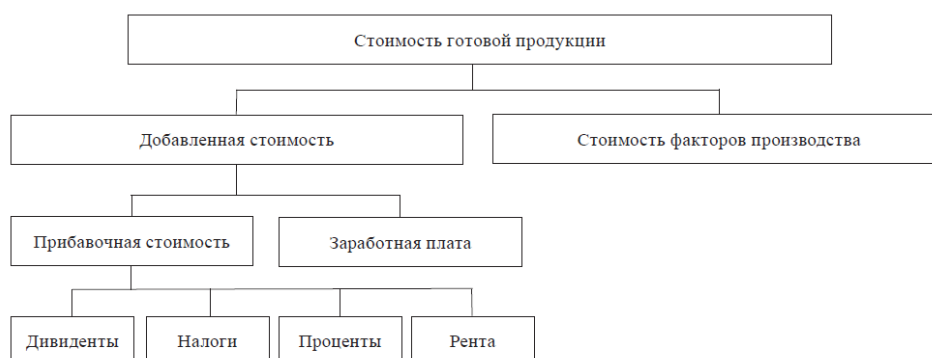 Стоимость готовой продукции
Добавленная стоимость
Стоимость факторов производства
Прибавочная стоимость
Заработная плата
Дивиденты
Налоги
Проценты
Рента